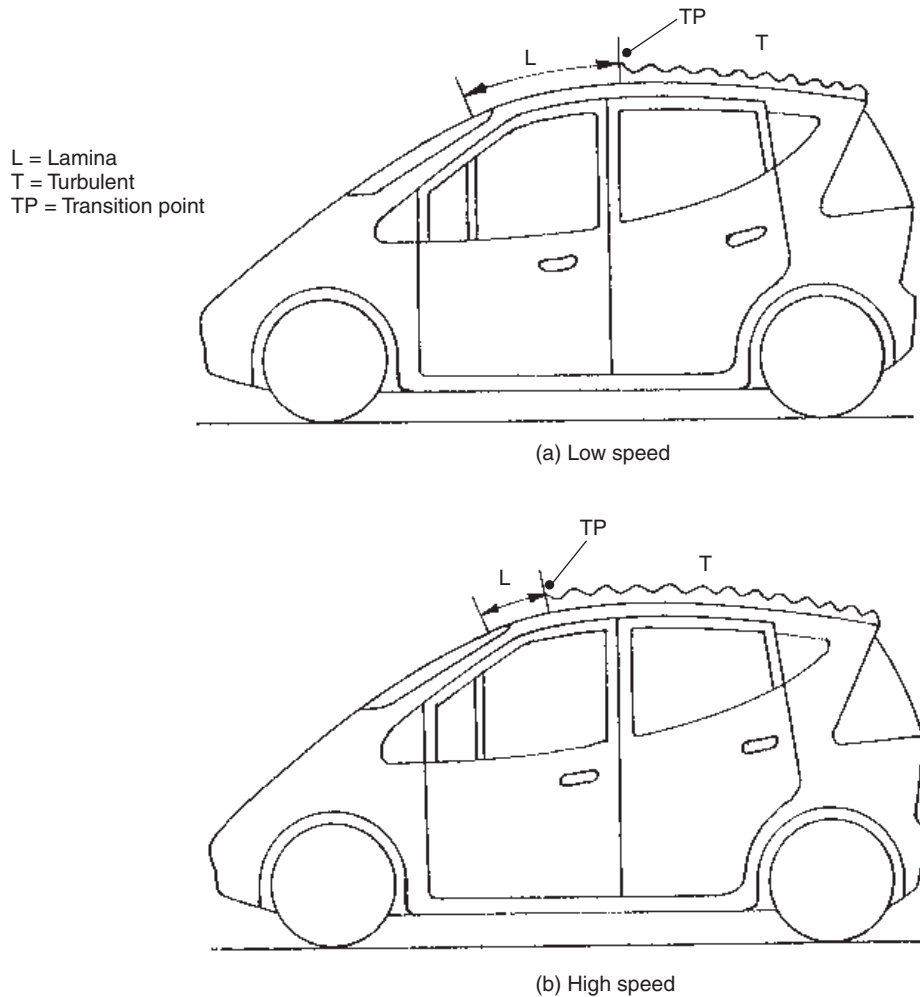 TP
T
L
L = Lamina
T = Turbulent
TP = Transition point
(a) Low speed
TP
T
L
(b) High speed